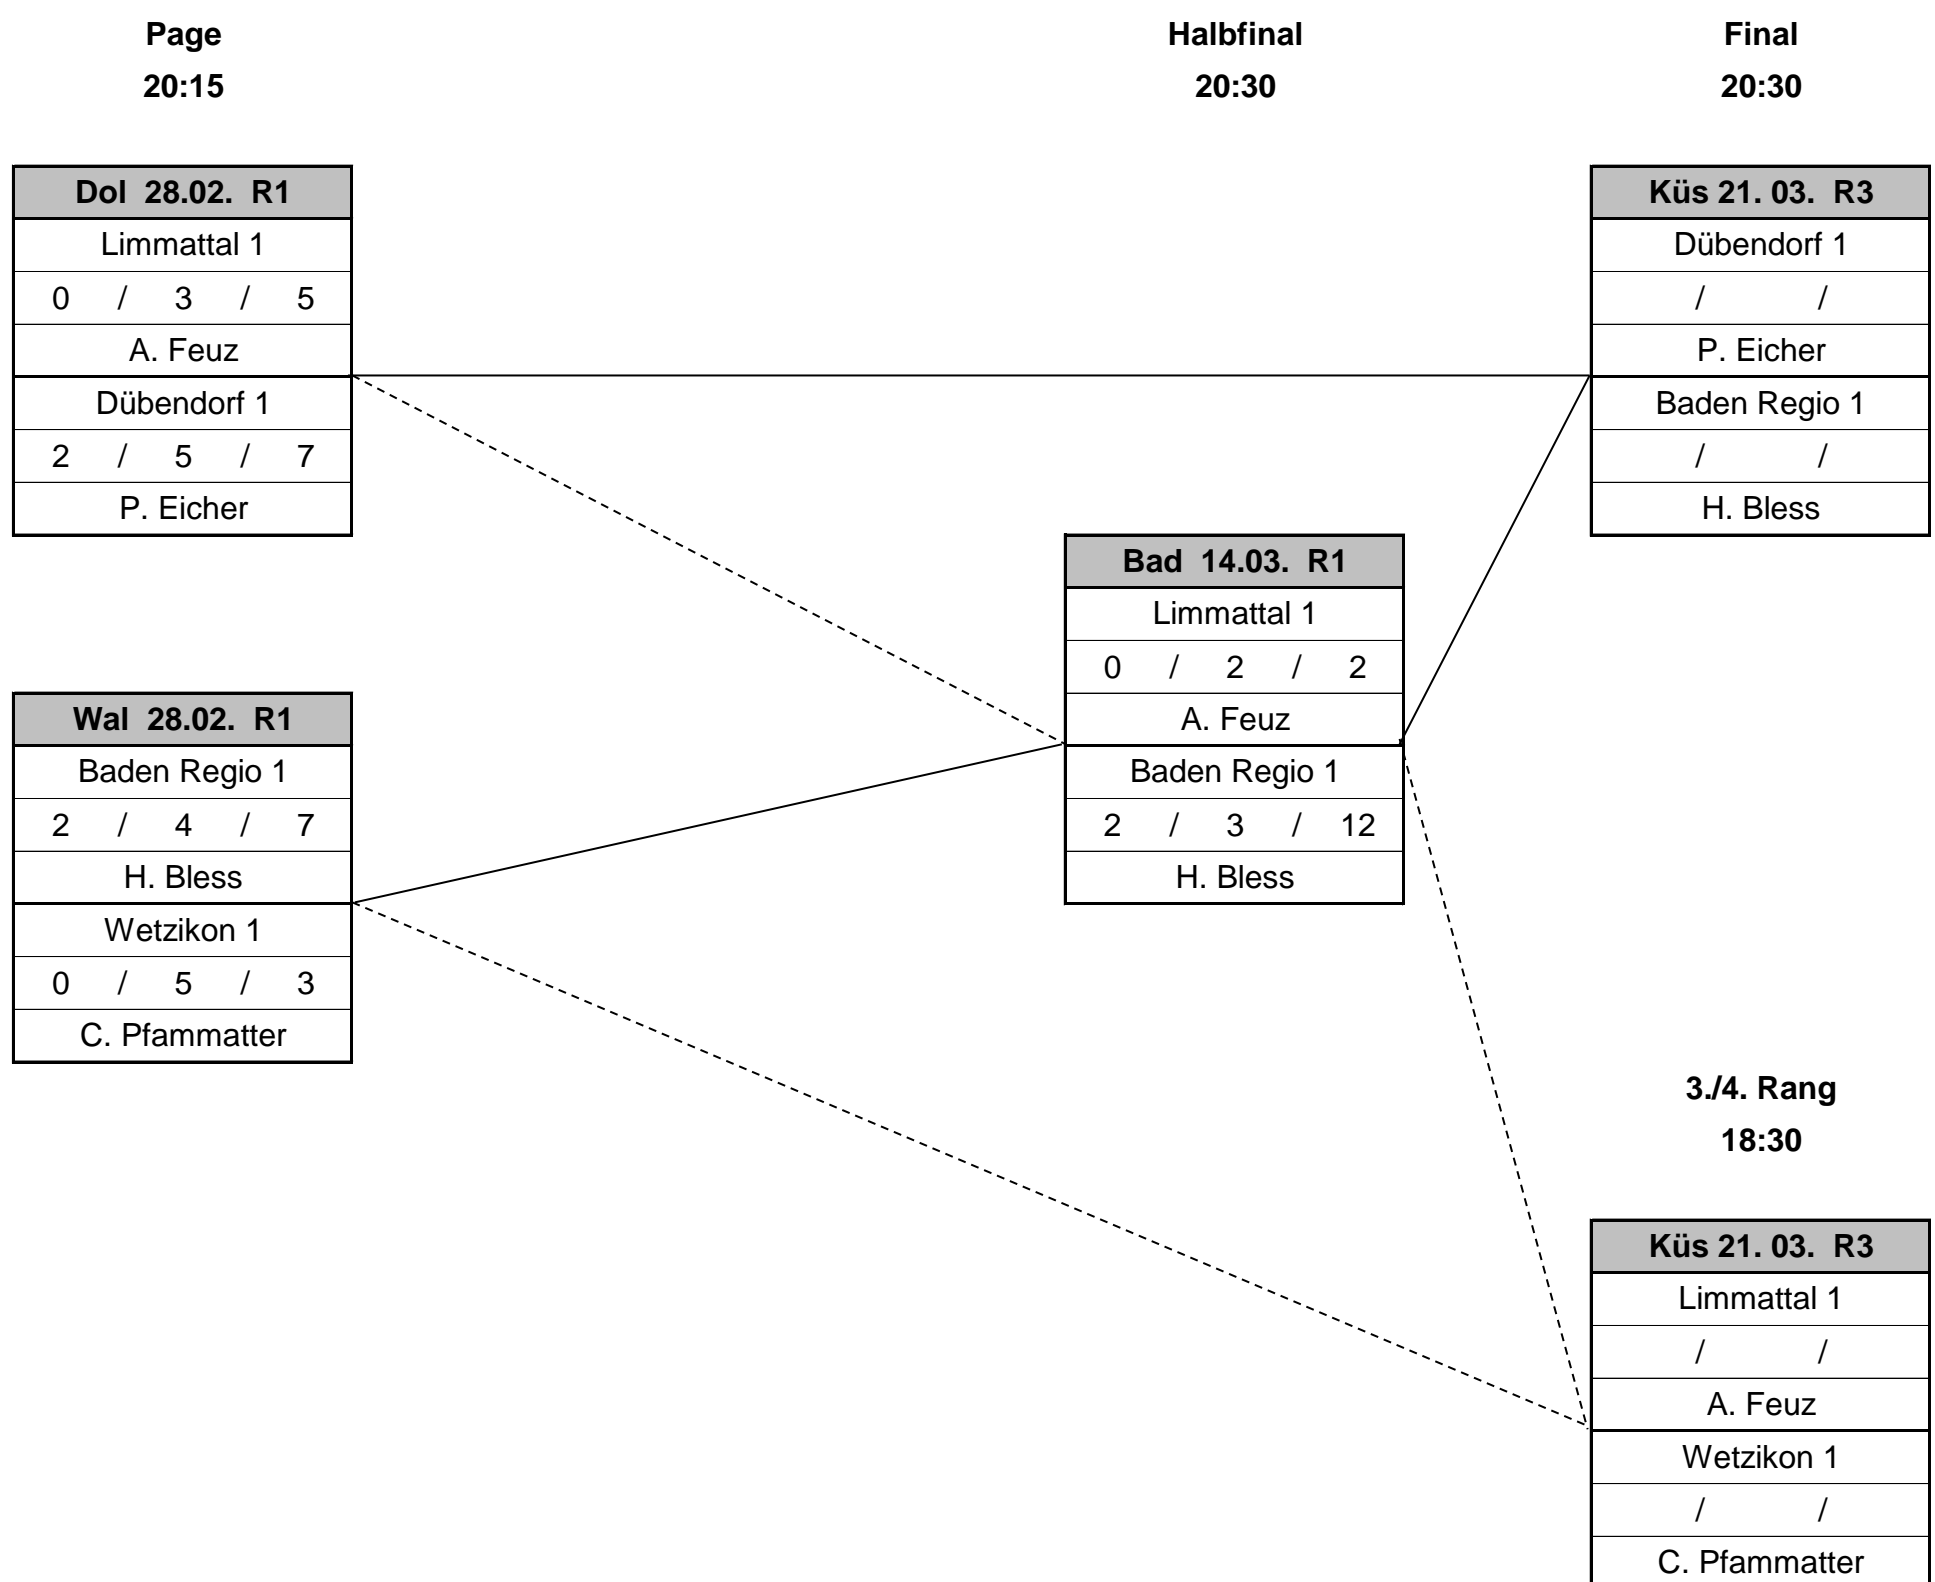 Page
20:15
Halbfinal
20:30
Final
20:30
Dol 28.02. R1
Limmattal 1
0 / 3 / 5
A. Feuz
Dübendorf 1
2 / 5 / 7
P. Eicher
Wal 28.02. R1
Baden Regio 1
2 / 4 / 7
H. Bless
Wetzikon 1
0 / 5 / 3
C. Pfammatter
Bad 14.03. R1
Limmattal 1
0 / 2 / 2
A. Feuz
Baden Regio 1
2 / 3 / 12
H. Bless
Küs 21. 03. R3
Dübendorf 1
/ /
P. Eicher
Baden Regio 1
/ /
H. Bless
3./4. Rang
18:30
Küs 21. 03. R3
Limmattal 1
/ /
A. Feuz
Wetzikon 1
/ /
C. Pfammatter